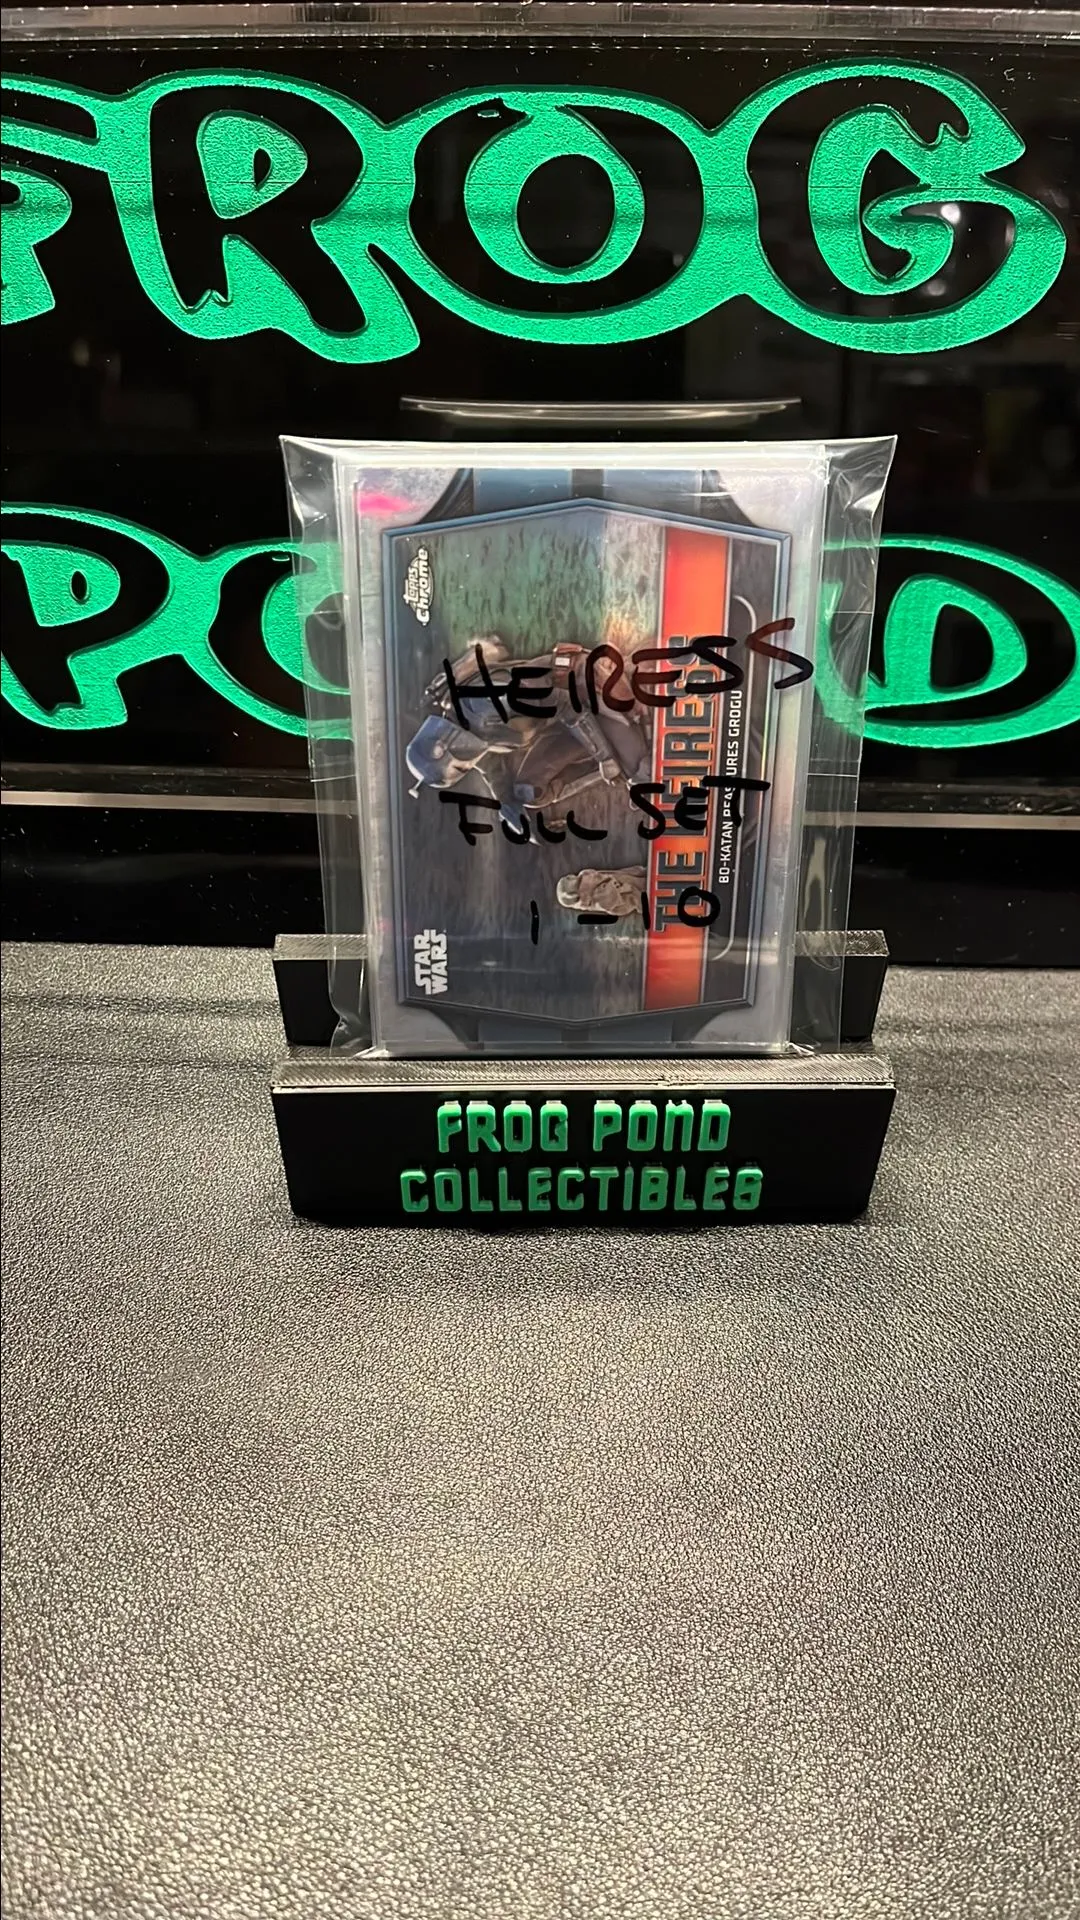 FROG
POND
Topps
Chrome
HEIRESS
FULL SET
1-10
THE HEIRESS
BO-KATAN REASSURES GROGU
STAR
WARS
FROG POND
COLLECTIBLES